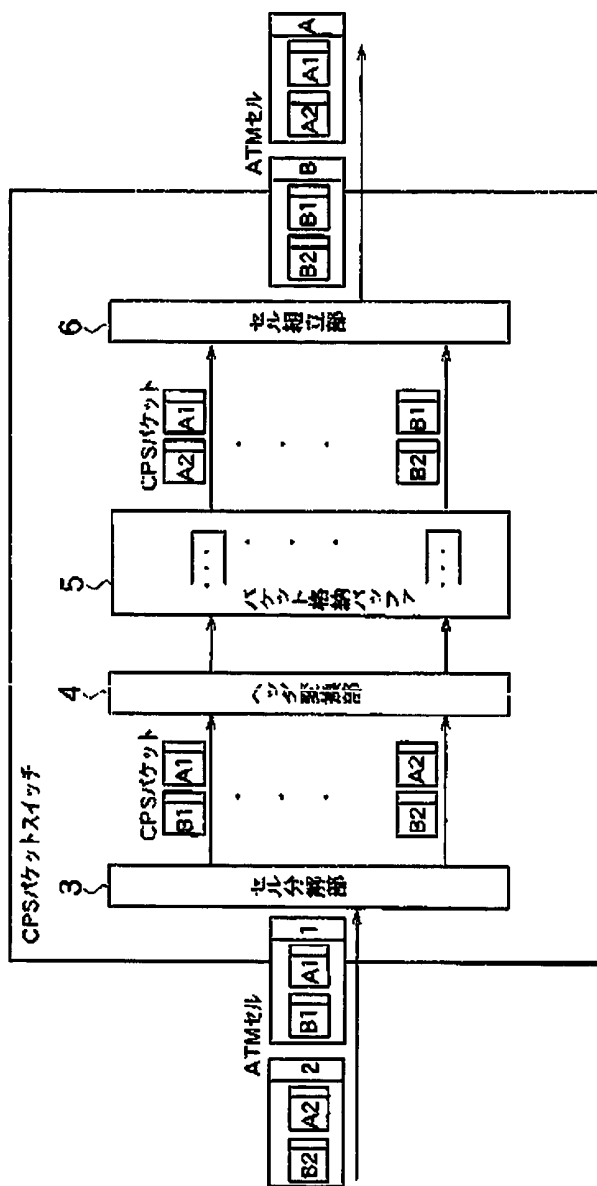 CPSパケットスイッチ
ATMセル
2
B2 A2
1
B1 A1
3
セル分解部
CPSパケット
B1 A1
B2 A2
4
ヘッダ変換部
5
パケット格納バッファ
CPSパケット
A2 A1
B2 B1
6
セル組立部
ATMセル
B
B2 B1
A
A2 A1